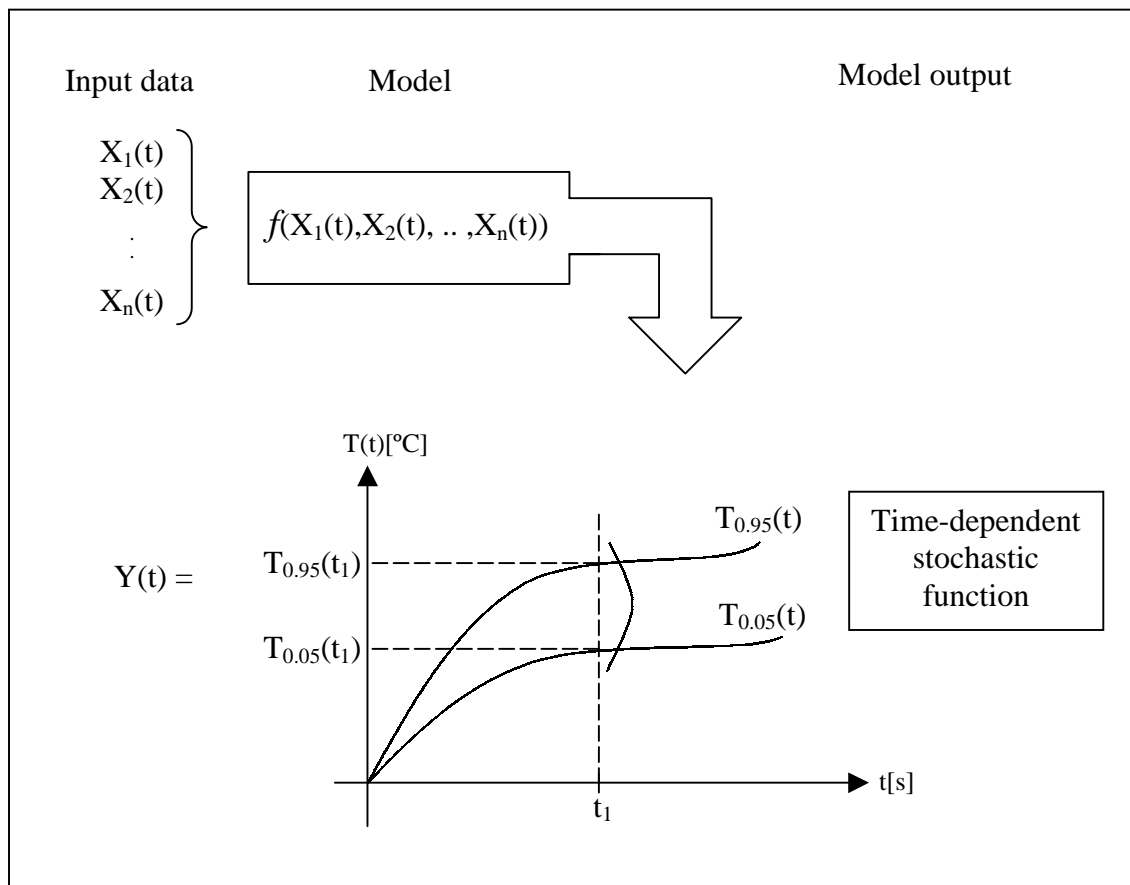 Input data
Model
Model output
X₁(t)
X₂(t)
.
:
Xₙ(t)
f(X₁(t),X₂(t), .. ,Xₙ(t))
T(t)[ºC]
T₀.₉₅(t)
T₀.₉₅(t₁)
Y(t) =
T₀.₀₅(t)
T₀.₀₅(t₁)
Time-dependent
stochastic
function
t[s]
t₁